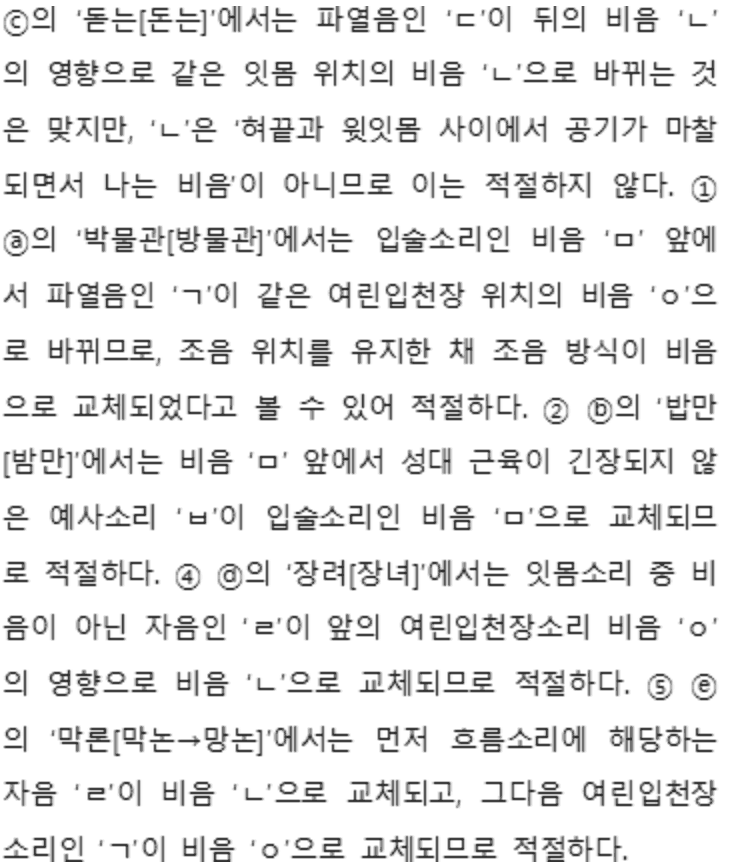 ⓒ의 ‘돋는[돈는]’에서는 파열음인 ‘ㄷ’이 뒤의 비음 ‘ㄴ’
의 영향으로 같은 잇몸 위치의 비음 ‘ㄴ’으로 바뀌는 것
은 맞지만, ‘ㄴ’은 ‘혀끝과 윗잇몸 사이에서 공기가 마찰
되면서 나는 비음’이 아니므로 이는 적절하지 않다. ①
ⓐ의 ‘박물관[방물관]’에서는 입술소리인 비음 ‘ㅁ’ 앞에
서 파열음인 ‘ㄱ’이 같은 여린입천장 위치의 비음 ‘ㅇ’으
로 바뀌므로, 조음 위치를 유지한 채 조음 방식이 비음
으로 교체되었다고 볼 수 있어 적절하다. ② ⓑ의 ‘밥만
[밤만]’에서는 비음 ‘ㅁ’ 앞에서 성대 근육이 긴장되지 않
은 예사소리 ‘ㅂ’이 입술소리인 비음 ‘ㅁ’으로 교체되므
로 적절하다. ④ ⓓ의 ‘장려[장녀]’에서는 잇몸소리 중 비
음이 아닌 자음인 ‘ㄹ’이 앞의 여린입천장소리 비음 ‘ㅇ’
의 영향으로 비음 ‘ㄴ’으로 교체되므로 적절하다. ⑤ ⓔ
의 ‘막론[막논→망논]’에서는 먼저 흐름소리에 해당하는
자음 ‘ㄹ’이 비음 ‘ㄴ’으로 교체되고, 그다음 여린입천장
소리인 ‘ㄱ’이 비음 ‘ㅇ’으로 교체되므로 적절하다.